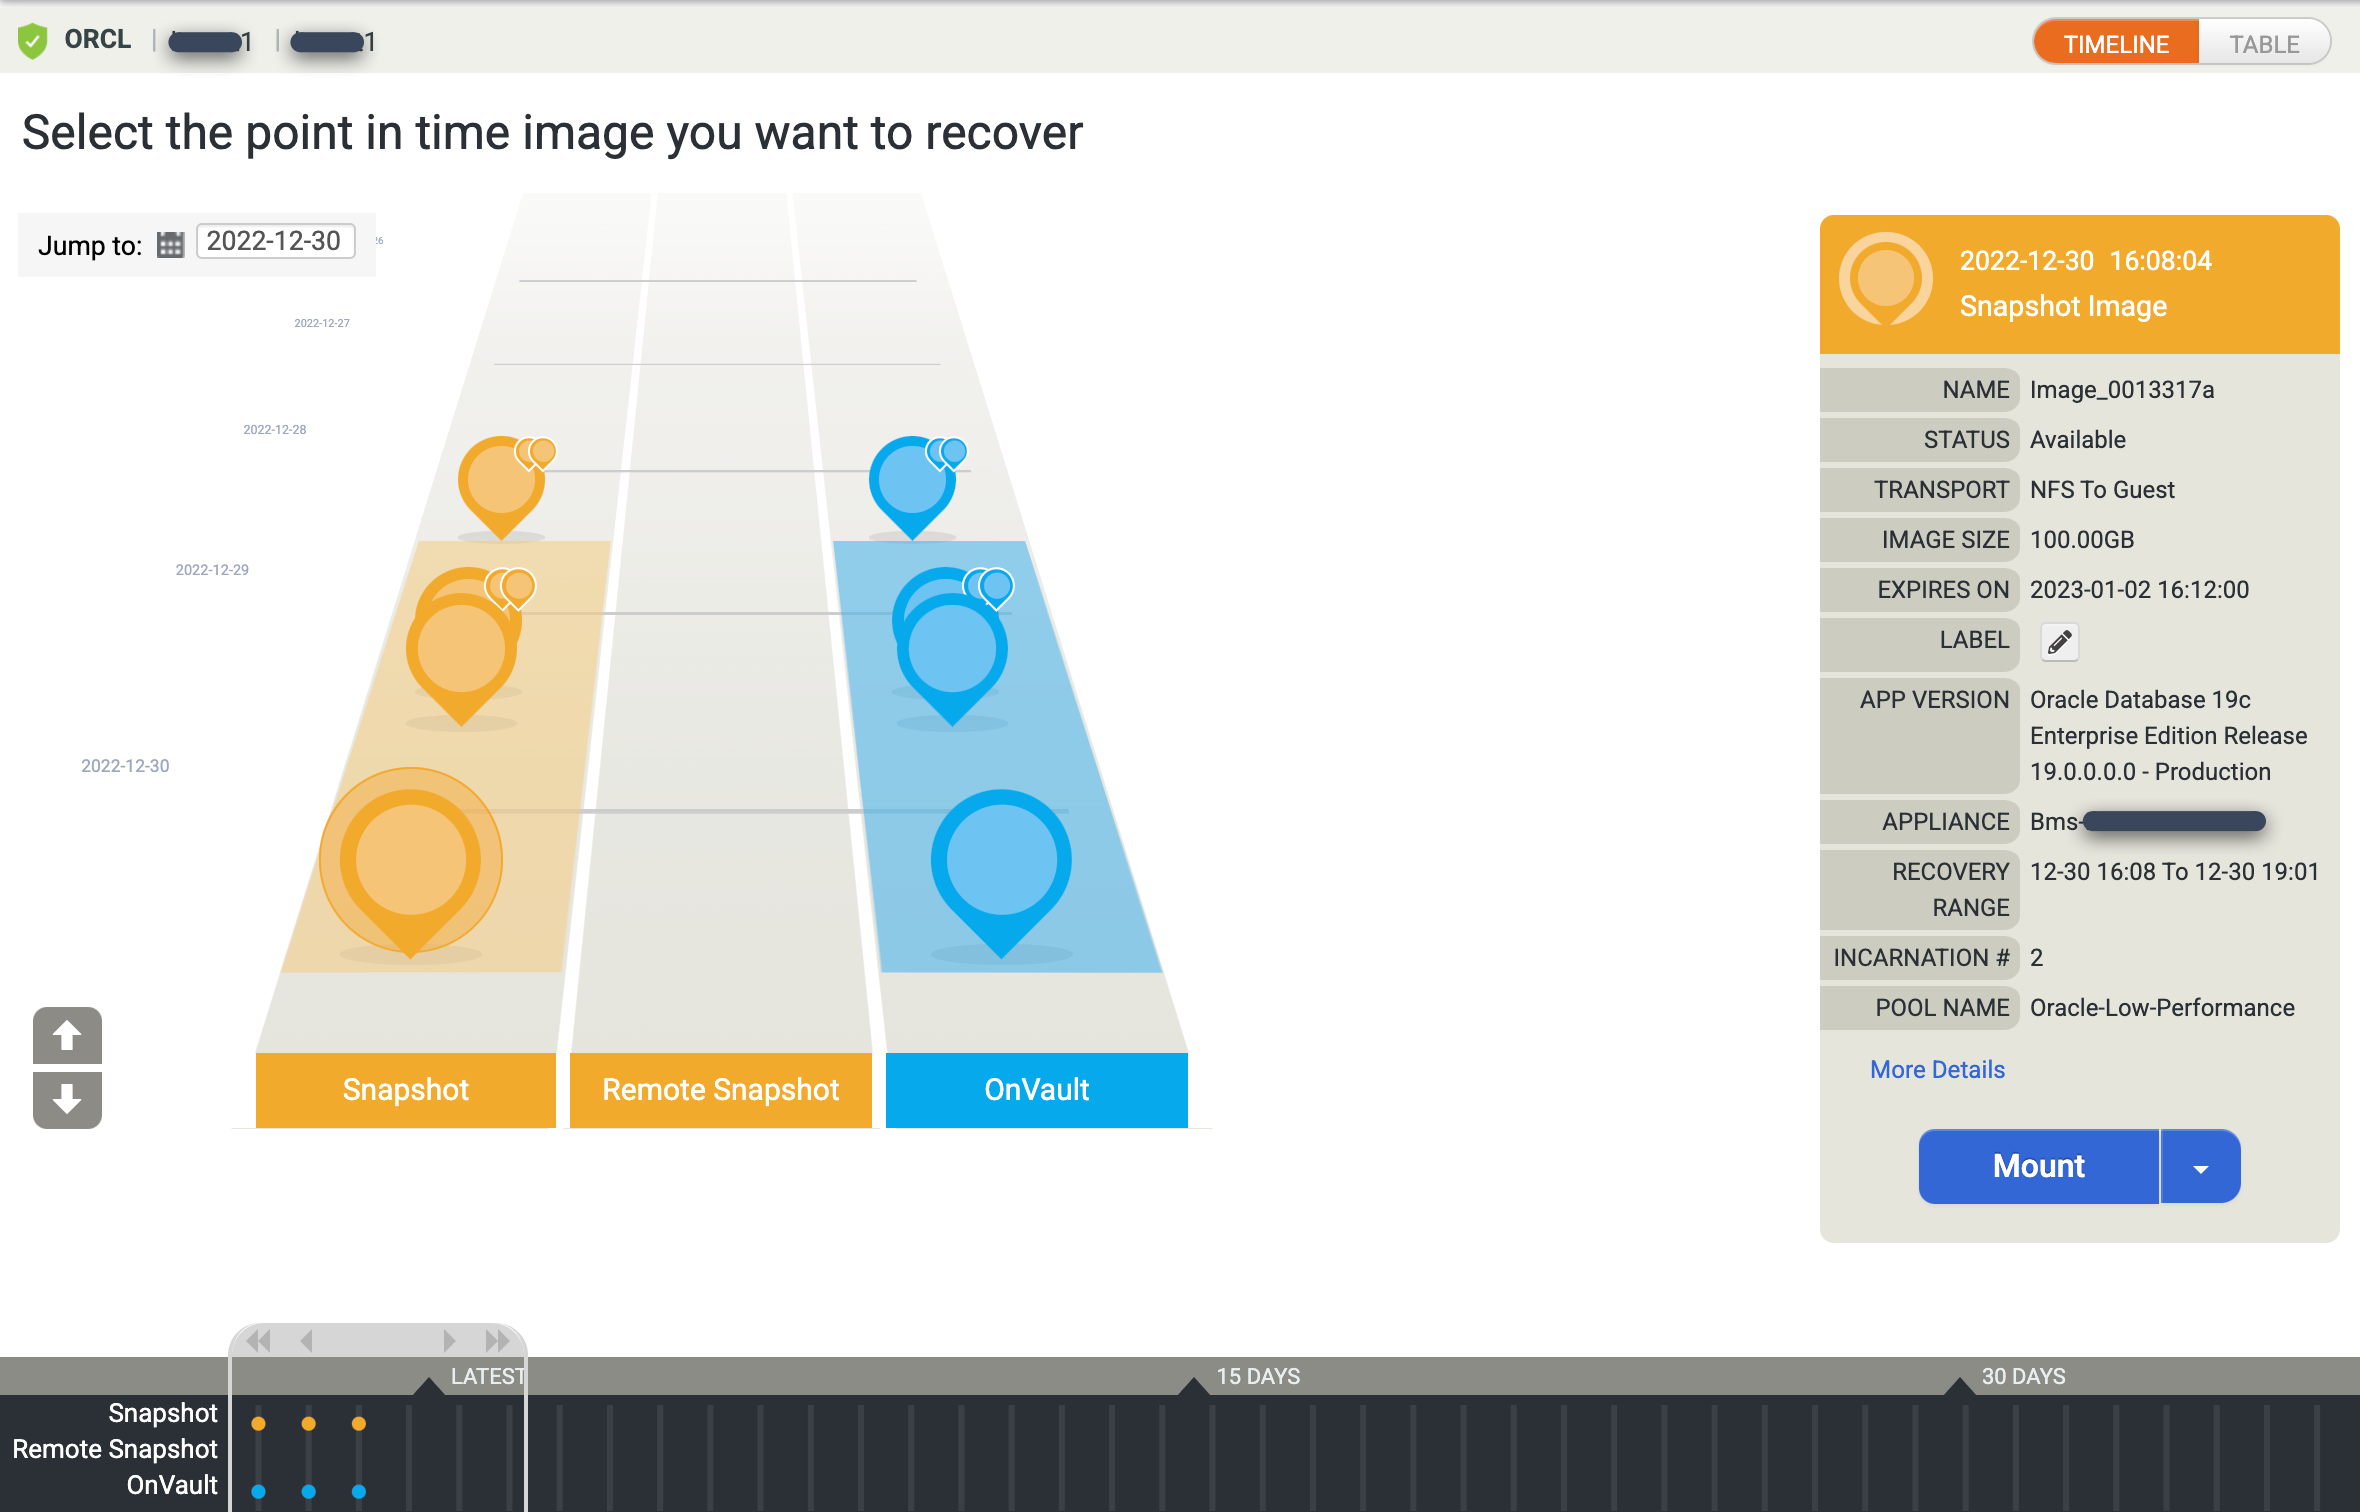 ORCL | 1 | 1
TIMELINE TABLE
Select the point in time image you want to recover
Jump to: 2022-12-30
26
2022-12-27
2022-12-28
2022-12-29
2022-12-30
Snapshot Remote Snapshot OnVault
2022-12-30 16:08:04
Snapshot Image
NAME Image_0013317a
STATUS Available
TRANSPORT NFS To Guest
IMAGE SIZE 100.00GB
EXPIRES ON 2023-01-02 16:12:00
LABEL
APP VERSION Oracle Database 19c
Enterprise Edition Release
19.0.0.0.0 - Production
APPLIANCE Bms-
RECOVERY 12-30 16:08 To 12-30 19:01
RANGE
INCARNATION # 2
POOL NAME Oracle-Low-Performance
More Details
Mount
LATEST 15 DAYS 30 DAYS
Snapshot
Remote Snapshot
OnVault